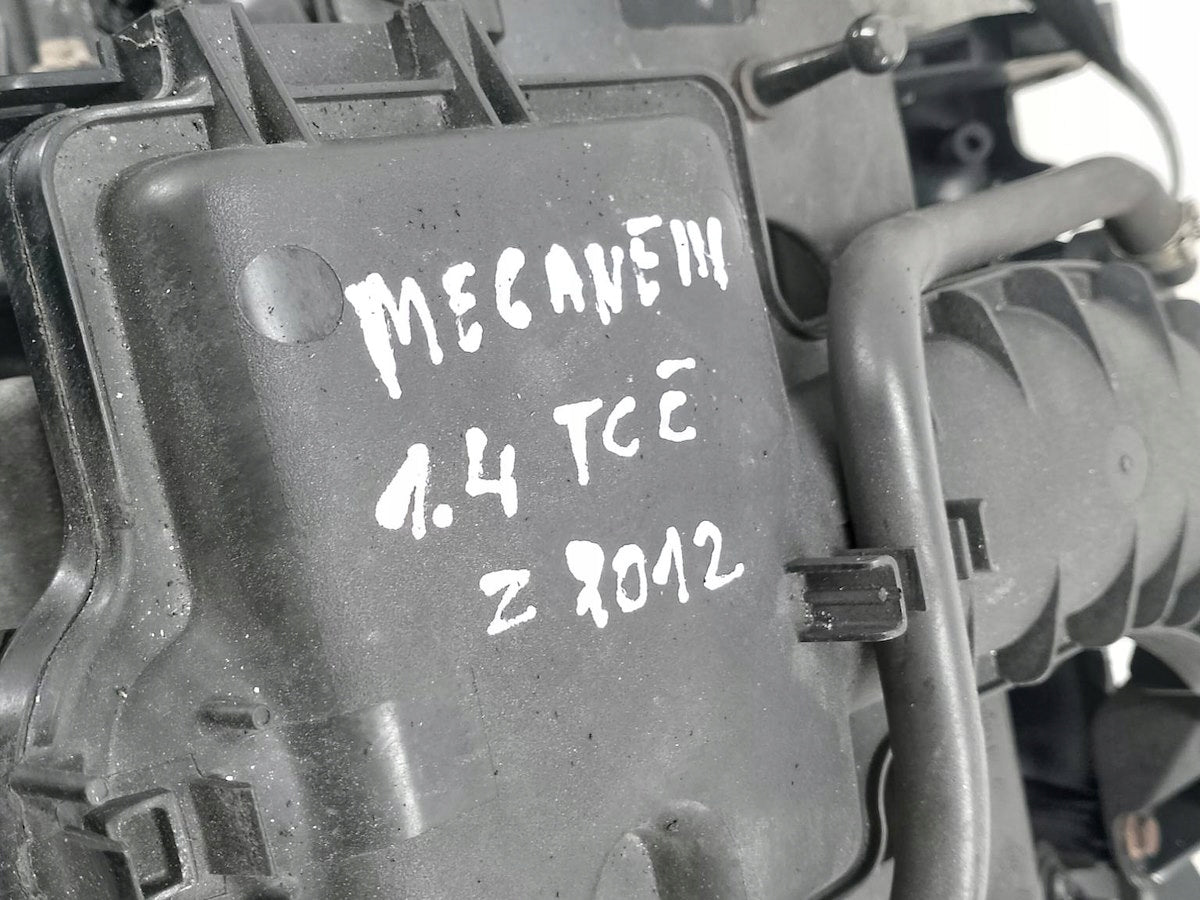 MEGANE III
1.4 TCE
z 2012